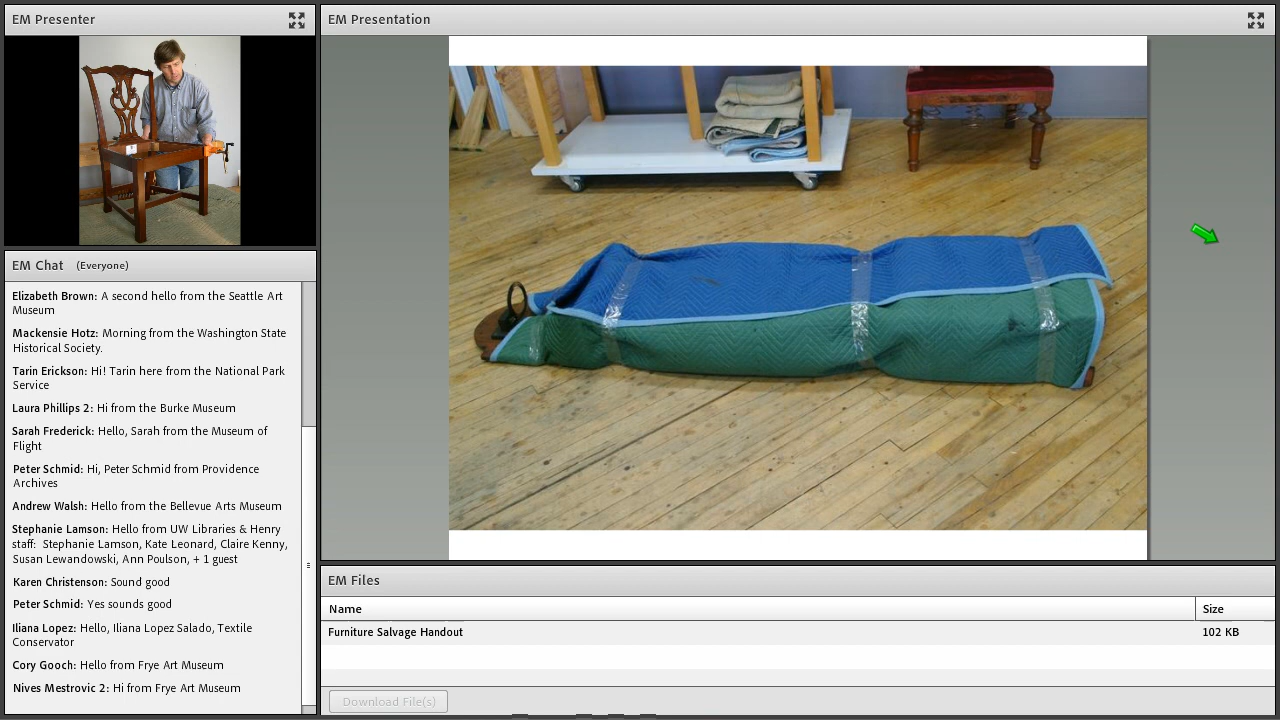 EM Presenter
EM Presentation
EM Chat (Everyone)
Elizabeth Brown: A second hello from the Seattle Art
Museum
Mackensie Hotz: Morning from the Washington State
Historical Society.
Tarin Erickson: Hi! Tarin here from the National Park
Service
Laura Phillips 2: Hi from the Burke Museum
Sarah Frederick: Hello, Sarah from the Museum of
Flight
Peter Schmid: Hi, Peter Schmid from Providence
Archives
Andrew Walsh: Hello from the Bellevue Arts Museum
Stephanie Lamson: Hello from UW Libraries & Henry
staff: Stephanie Lamson, Kate Leonard, Claire Kenny,
Susan Lewandowski, Ann Poulson, + 1 guest
Karen Christenson: Sound good
Peter Schmid: Yes sounds good
Iliana Lopez: Hello, Iliana Lopez Salado, Textile
Conservator
Cory Gooch: Hello from Frye Art Museum
Nives Mestrovic 2: Hi from Frye Art Museum
EM Files
Name Size
Furniture Salvage Handout 102 KB
Download File(s)